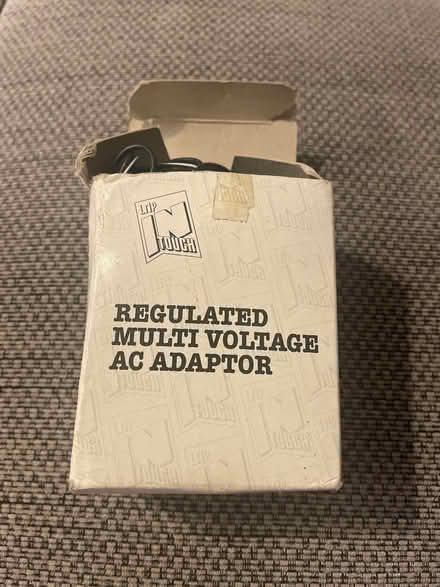 IN
TOUCH
REGULATED
MULTI VOLTAGE
AC ADAPTOR